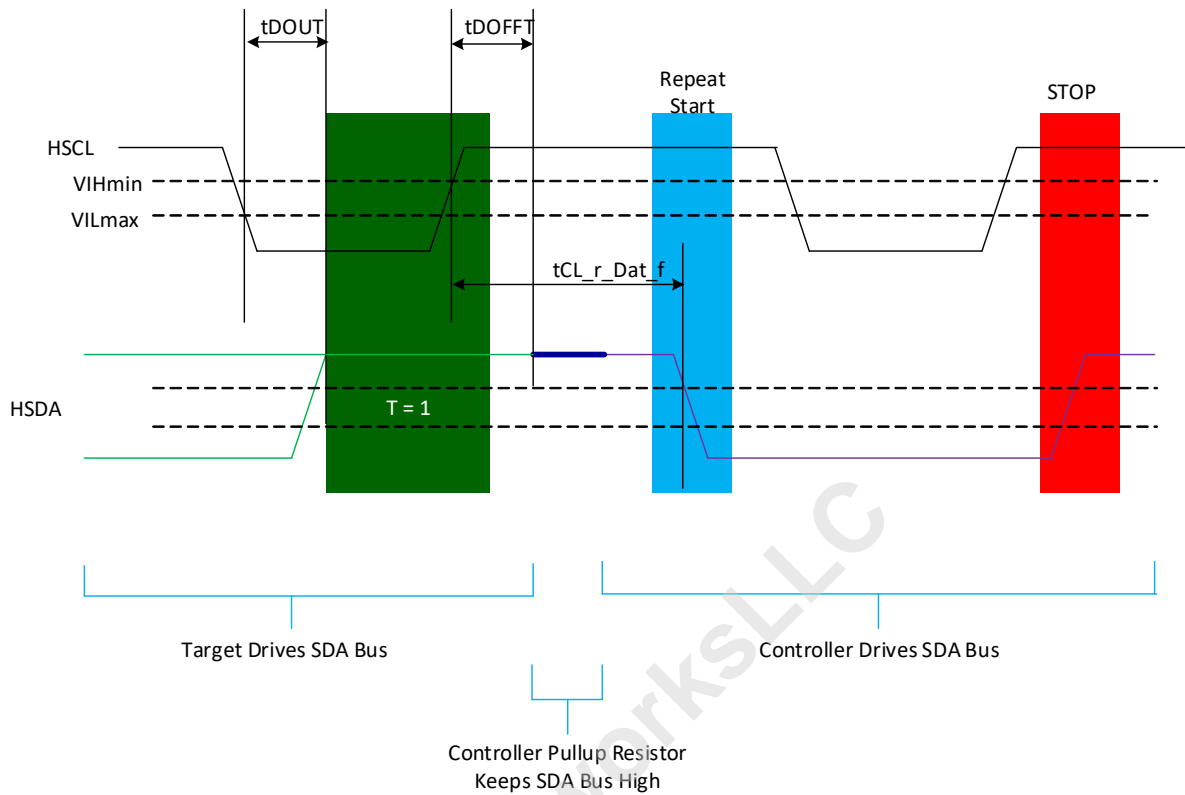 tDOUT
tDOFFT
Repeat
Start
STOP
HSCL
VIHmin
VILmax
tCL_r_Dat_f
HSDA
T = 1
Target Drives SDA Bus
Controller Drives SDA Bus
Controller Pullup Resistor
Keeps SDA Bus High
orksLLC